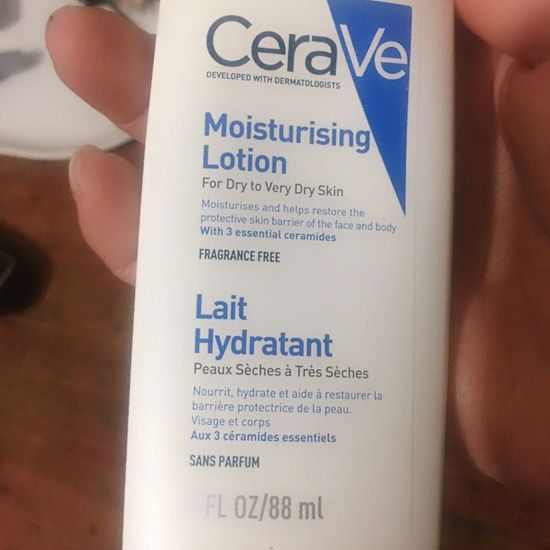 CeraVe
DEVELOPED WITH DERMATOLOGISTS
Moisturising
Lotion
For Dry to Very Dry Skin
Moisturises and helps restore the
protective skin barrier of the face and body
With 3 essential ceramides
FRAGRANCE FREE
Lait
Hydratant
Peaux Sèches à Très Sèches
Nourrit, hydrate et aide à restaurer la
barrière protectrice de la peau.
Visage et corps
Aux 3 céramides essentiels
SANS PARFUM
FL OZ/88 ml